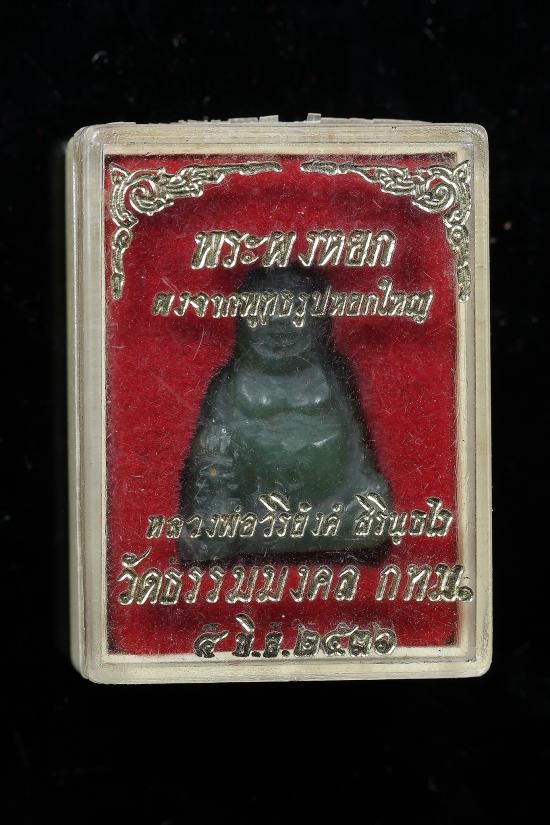 พระผงหยก
ผงจากพุทธรูปหยกใหญ่
หลวงพ่อวิริยังค์ สิรินฺธโร
วัดธรรมมงคล กทม.
๕ ธ.ค. ๒๕๓๖